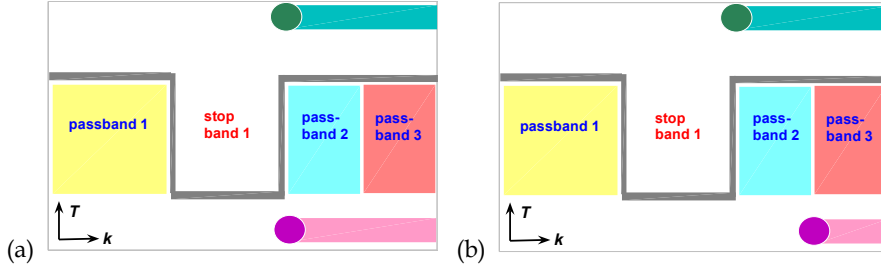 passband 1
stop
band 1
pass-
band 2
pass-
band 3
T
k
(a)
passband 1
stop
band 1
pass-
band 2
pass-
band 3
T
k
(b)